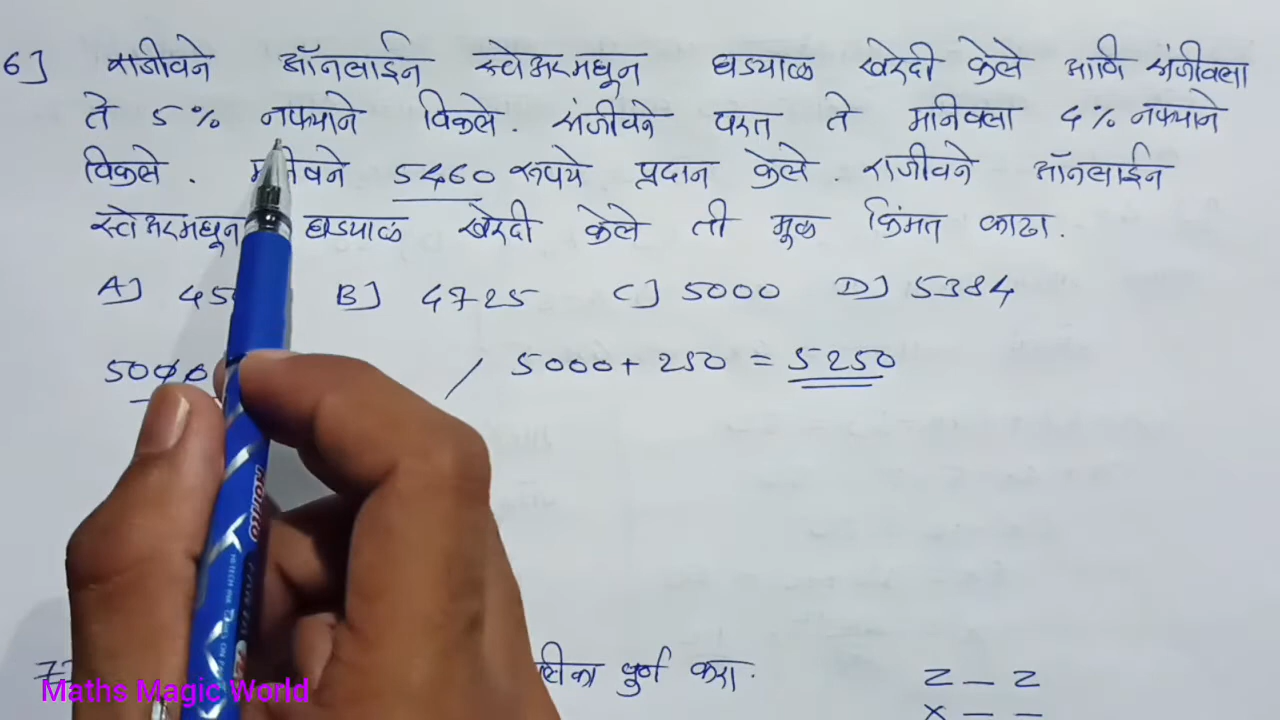 6] राजीवने ऑनलाईन स्टोअरमधून घड्याळ खरेदी केले आणि संजीवला
ते 5% नफ्याने विकले. संजीवने परत ते मनिवला 4% नफ्याने
विकले. 5460 रुपये प्रदान केले. राजीवने ऑनलाईन
स्टोअरमधून घड्याळ खरेदी केले ती मूळ किंमत काढा.
A] B] 4725 C] 5000 D] 5384
5000 / 5000+250 = 5250
पूर्ण करा. Z _ Z
X _ _
Maths Magic World